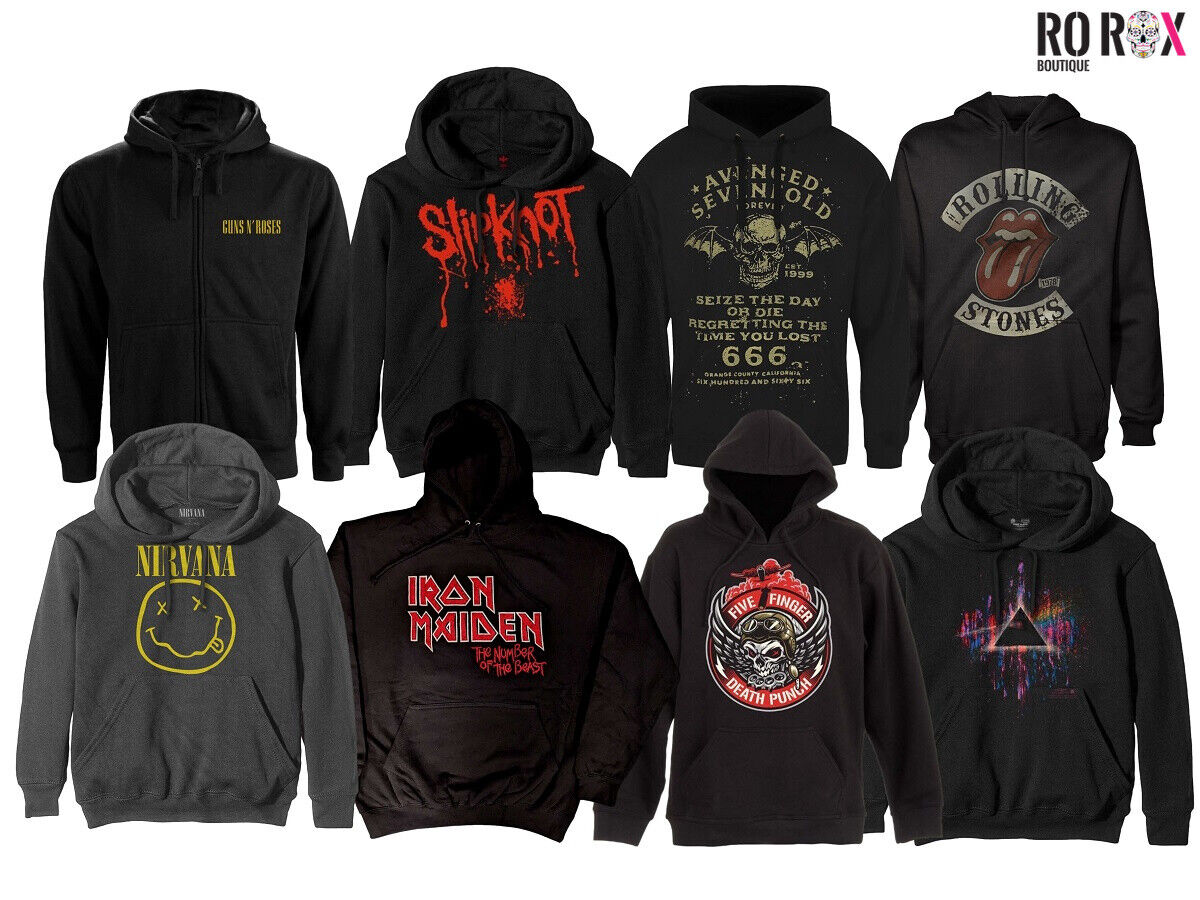 RO ROX
BOUTIQUE
GUNS N' ROSES
SLIPKNOT
AVENGED
SEVENFOLD
FOREVER
EST
1999
SEIZE THE DAY
OR DIE
REGRETTING THE
TIME YOU LOST
666
ORANGE COUNTY CALIFORNIA
SIX HUNDRED AND SIXTY SIX
ROLLING
1978
STONES
NIRVANA
NIRVANA
IRON
MAIDEN
THE NUMBER
OF THE BEAST
FIVE FINGER
DEATH PUNCH